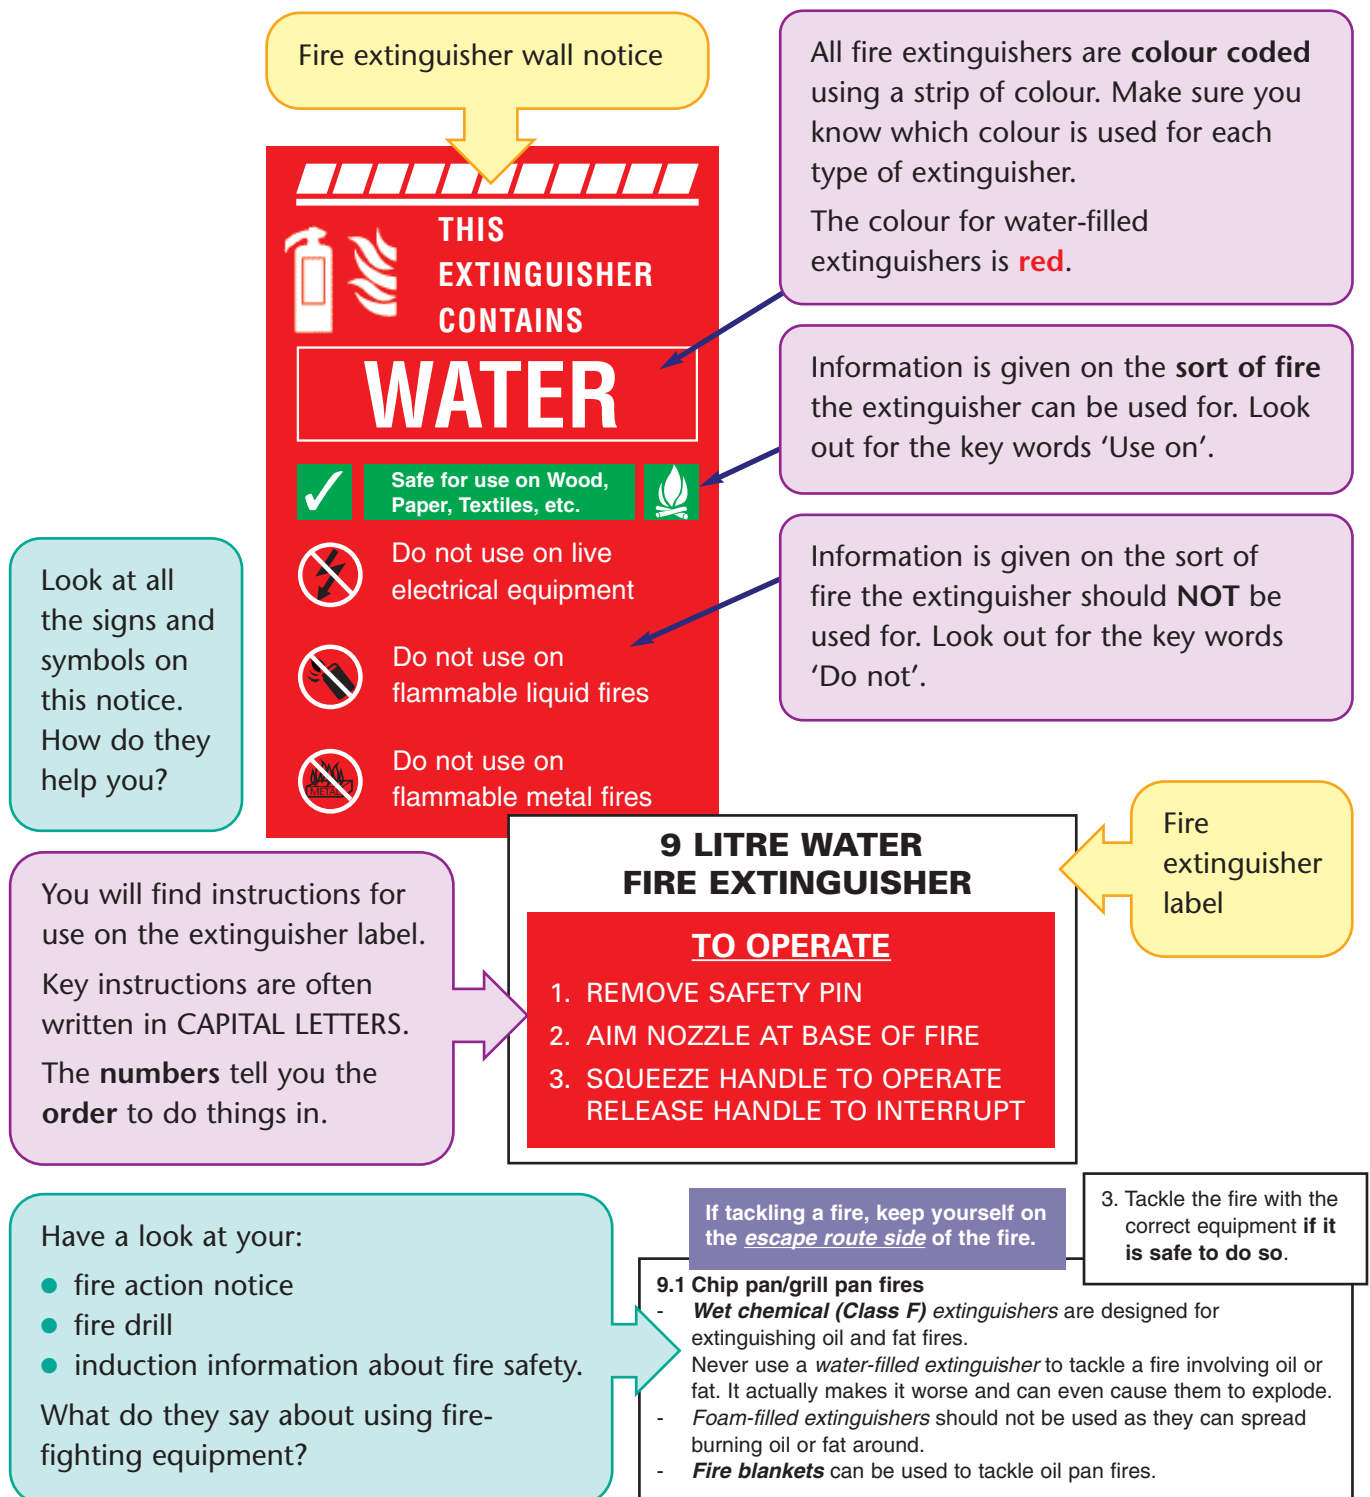 Fire extinguisher wall notice
All fire extinguishers are colour coded
using a strip of colour. Make sure you
know which colour is used for each
type of extinguisher.
The colour for water-filled
extinguishers is red.
THIS
EXTINGUISHER
CONTAINS
WATER
Information is given on the sort of fire
the extinguisher can be used for. Look
out for the key words ‘Use on’.
Safe for use on Wood,
Paper, Textiles, etc.
Do not use on live
electrical equipment
Do not use on
flammable liquid fires
METAL
Do not use on
flammable metal fires
Information is given on the sort of
fire the extinguisher should NOT be
used for. Look out for the key words
‘Do not’.
Look at all
the signs and
symbols on
this notice.
How do they
help you?
9 LITRE WATER
FIRE EXTINGUISHER
TO OPERATE
1. REMOVE SAFETY PIN
2. AIM NOZZLE AT BASE OF FIRE
3. SQUEEZE HANDLE TO OPERATE
RELEASE HANDLE TO INTERRUPT
Fire
extinguisher
label
You will find instructions for
use on the extinguisher label.
Key instructions are often
written in CAPITAL LETTERS.
The numbers tell you the
order to do things in.
Have a look at your:
● fire action notice
● fire drill
● induction information about fire safety.
What do they say about using fire-
fighting equipment?
If tackling a fire, keep yourself on
the escape route side of the fire.
3. Tackle the fire with the
correct equipment if it
is safe to do so.
9.1 Chip pan/grill pan fires
- Wet chemical (Class F) extinguishers are designed for
extinguishing oil and fat fires.
Never use a water-filled extinguisher to tackle a fire involving oil or
fat. It actually makes it worse and can even cause them to explode.
- Foam-filled extinguishers should not be used as they can spread
burning oil or fat around.
- Fire blankets can be used to tackle oil pan fires.